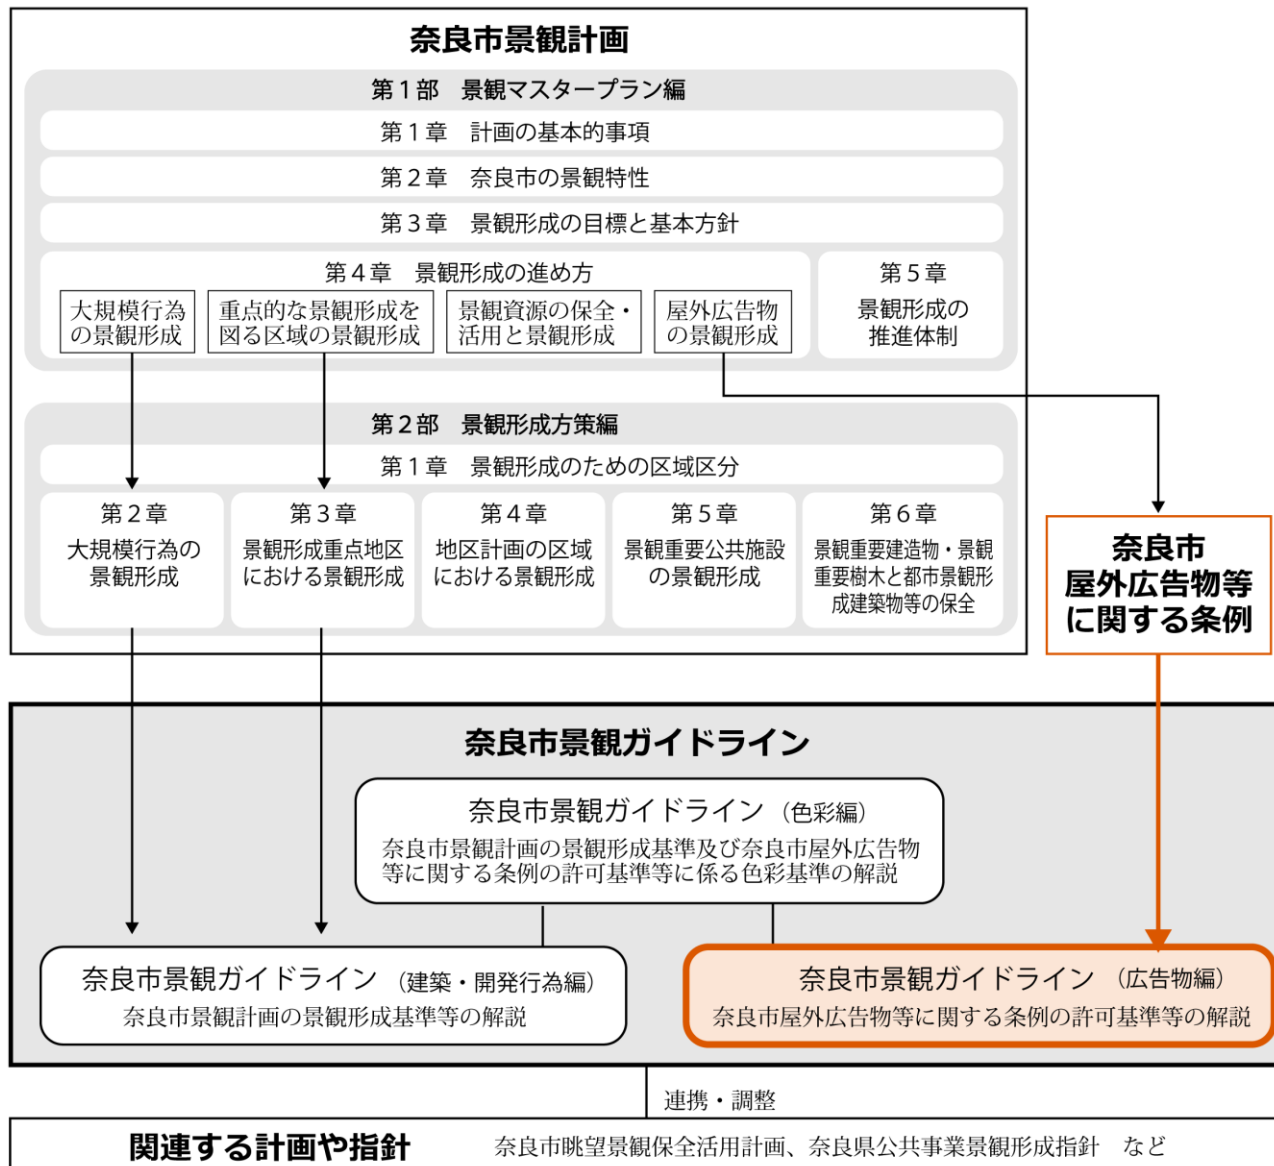 奈良市景観計画
第1部 景観マスタープラン編
第1章 計画の基本的事項
第2章 奈良市の景観特性
第3章 景観形成の目標と基本方針
第4章 景観形成の進め方
大規模行為
の景観形成
重点的な景観形成を
図る区域の景観形成
景観資源の保全・
活用と景観形成
屋外広告物
の景観形成
第5章
景観形成の
推進体制
第2部 景観形成方策編
第1章 景観形成のための区域区分
第2章
大規模行為の
景観形成
第3章
景観形成重点地区
における景観形成
第4章
地区計画の区域
における景観形成
第5章
景観重要公共施設
の景観形成
第6章
景観重要建造物・景観
重要樹木と都市景観形
成建築物等の保全
奈良市
屋外広告物等
に関する条例
奈良市景観ガイドライン
奈良市景観ガイドライン（色彩編）
奈良市景観計画の景観形成基準及び奈良市屋外広告物
等に関する条例の許可基準等に係る色彩基準の解説
奈良市景観ガイドライン（建築・開発行為編）
奈良市景観計画の景観形成基準等の解説
奈良市景観ガイドライン（広告物編）
奈良市屋外広告物等に関する条例の許可基準等の解説
連携・調整
関連する計画や指針 奈良市眺望景観保全活用計画、奈良県公共事業景観形成指針 など